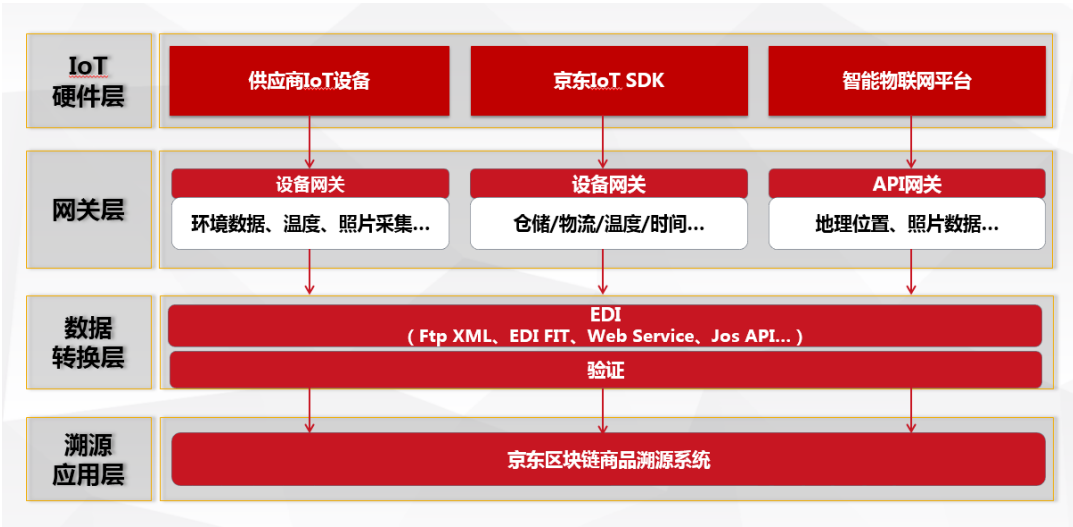 IoT
硬件层
供应商IoT设备
京东IoT SDK
智能物联网平台
网关层
设备网关
环境数据、温度、照片采集...
设备网关
仓储/物流/温度/时间...
API网关
地理位置、照片数据...
数据
转换层
EDI
（Ftp XML、EDI FIT、Web Service、Jos API...）
验证
溯源
应用层
京东区块链商品溯源系统